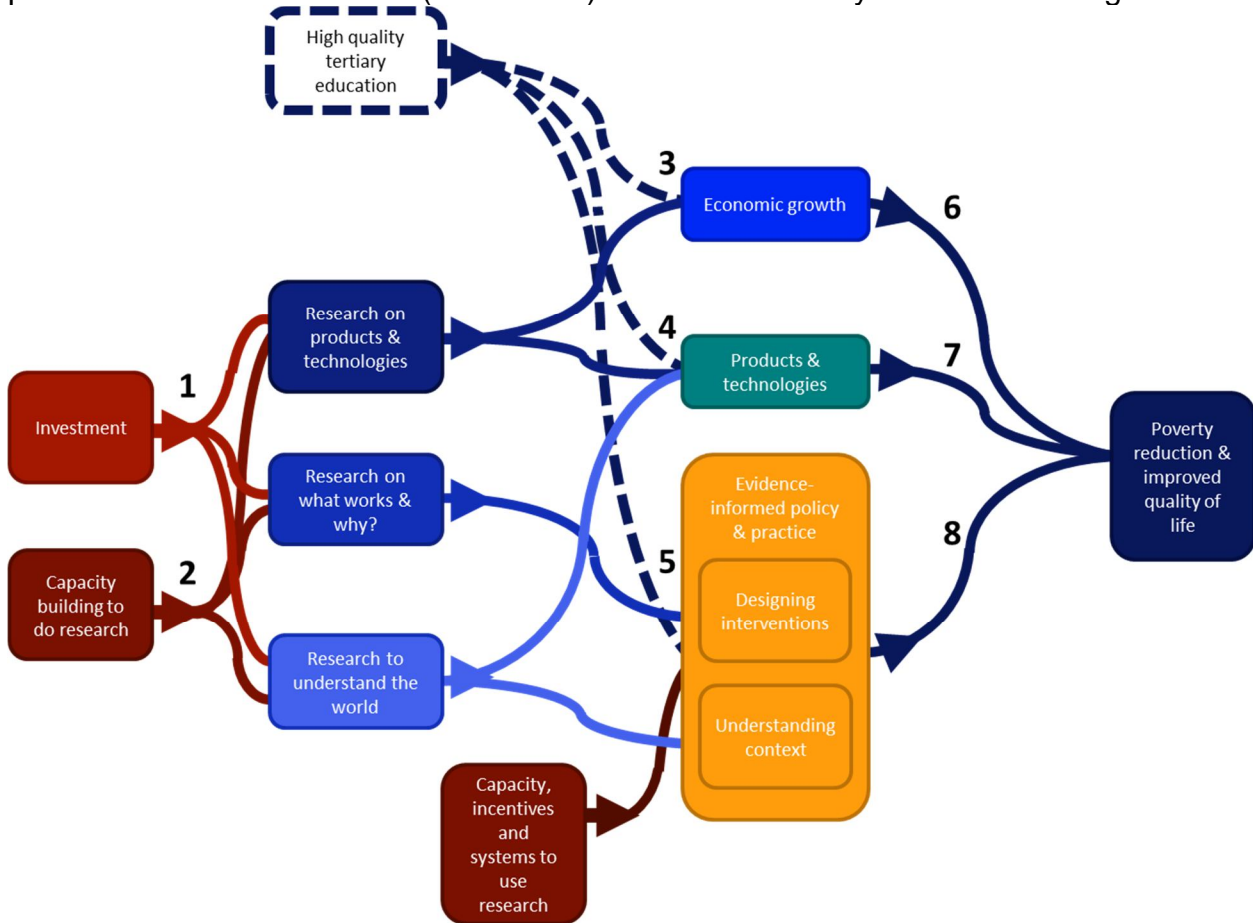 High quality
tertiary
education
3
Economic growth
6
Research on
products &
technologies
4
Products &
technologies
7
1
Investment
Research on
what works &
why?
Evidence-
informed policy
& practice
Poverty
reduction &
improved
quality of
life
2
Capacity
building to
do research
5
Designing
interventions
8
Research to
understand the
world
Understanding
context
Capacity,
incentives
and
systems to
use
research